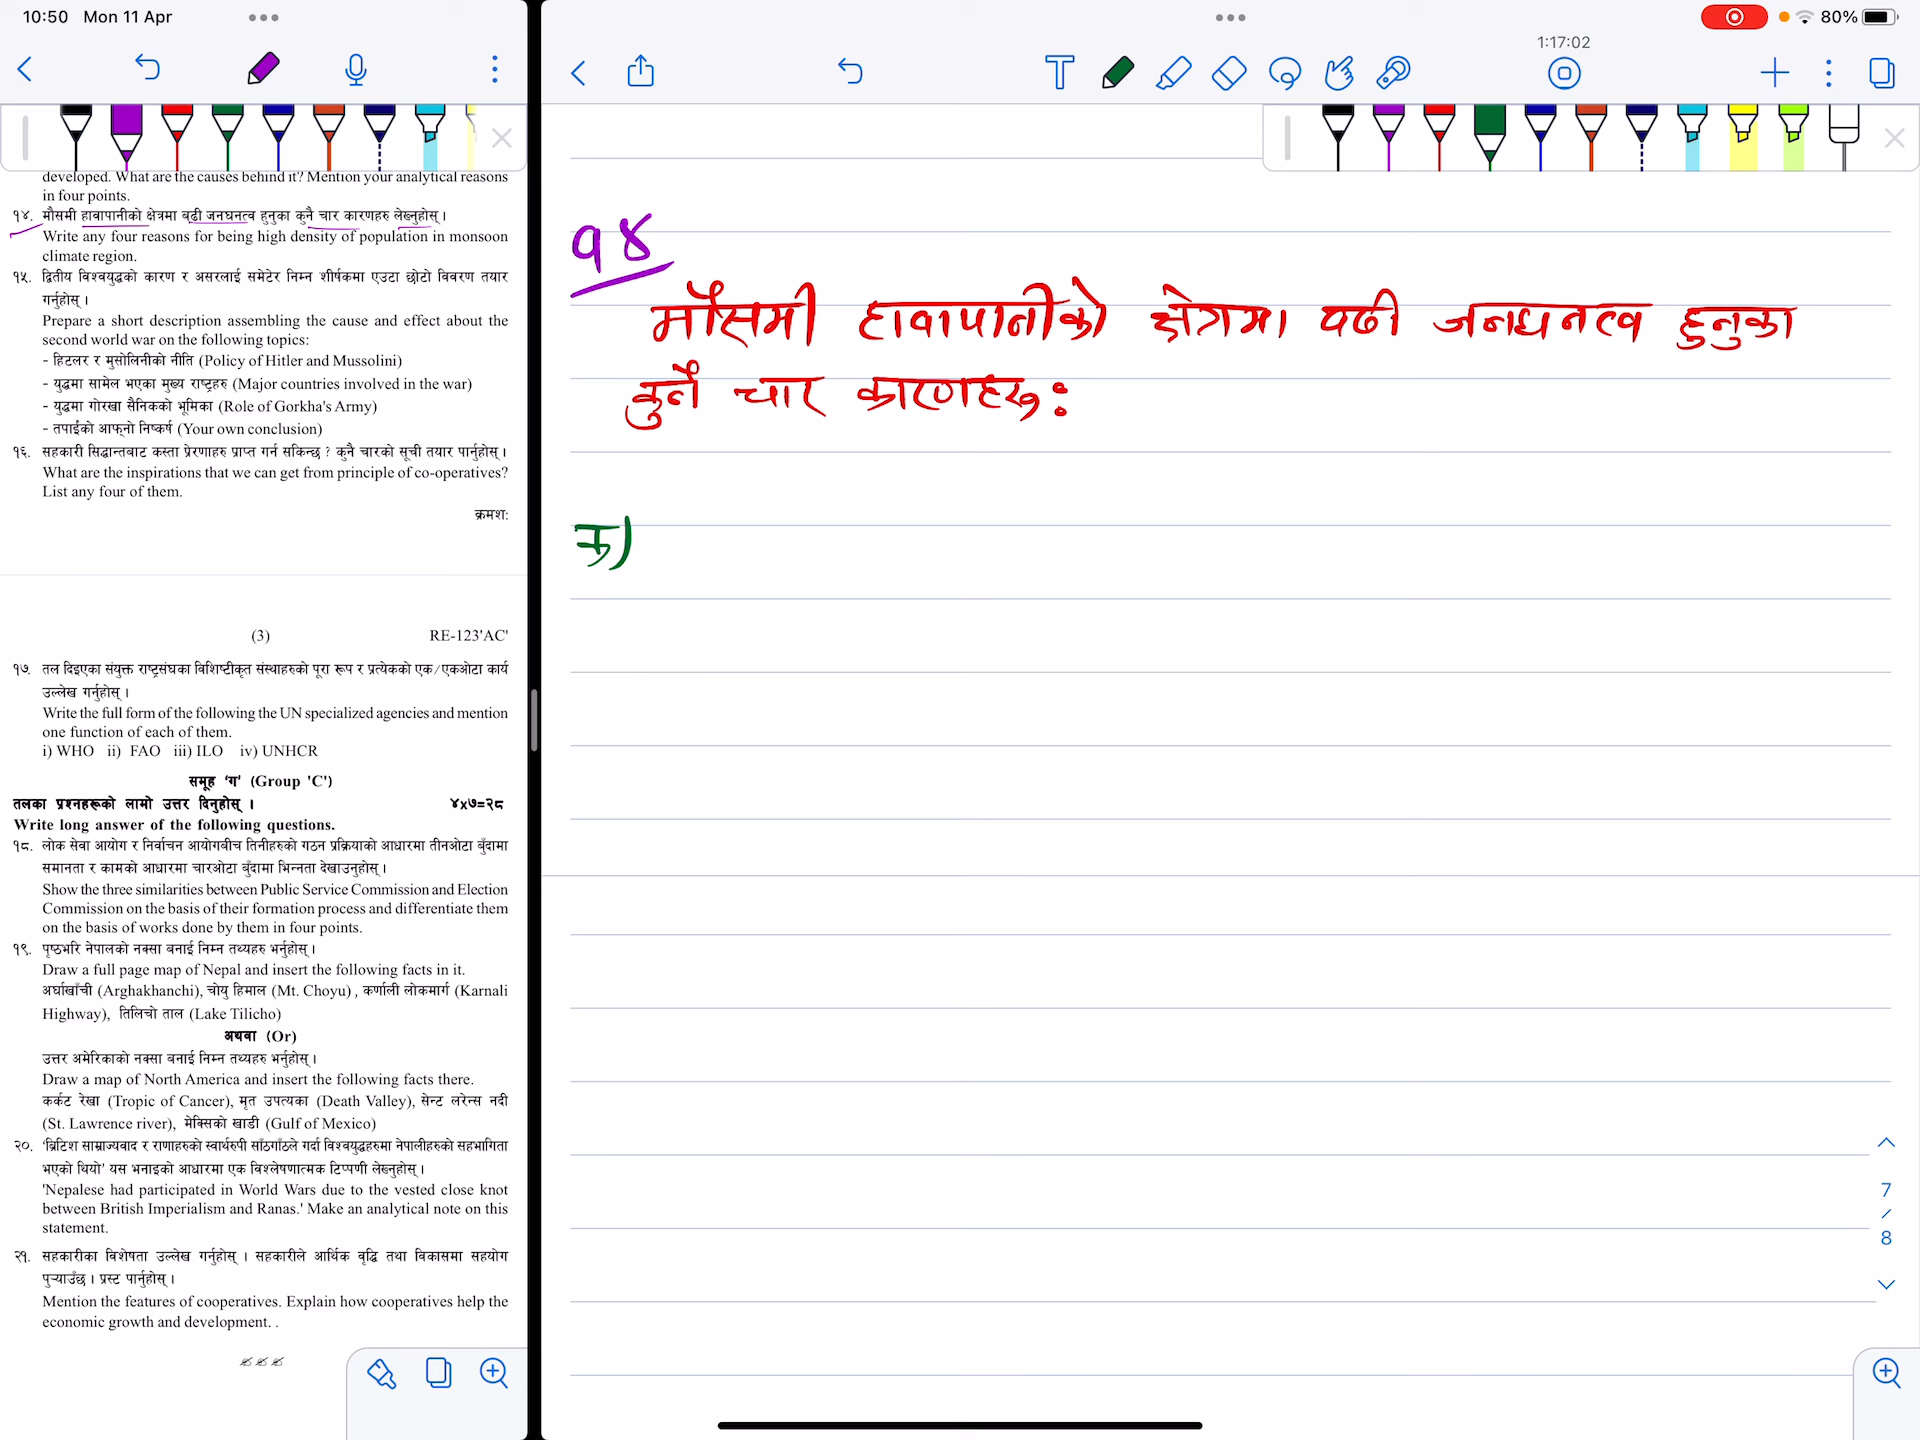 10:50 Mon 11 Apr
80%
1:17:02
developed. What are the causes behind it? Mention your analytical reasons
in four points.
१४. मौसमी हावापानीको क्षेत्रमा बढी जनघनत्व हुनुका कुनै चार कारणहरु लेख्नुहोस् ।
Write any four reasons for being high density of population in monsoon
climate region.
१५. द्वितीय विश्वयुद्धको कारण र असरलाई समेटेर निम्न शीर्षकमा एउटा छोटो विवरण तयार
गर्नुहोस् ।
Prepare a short description assembling the cause and effect about the
second world war on the following topics:
- हिटलर र मुसोलिनीको नीति (Policy of Hitler and Mussolini)
- युद्धमा सामेल भएका मुख्य राष्ट्रहरु (Major countries involved in the war)
- युद्धमा गोरखा सैनिकको भूमिका (Role of Gorkha's Army)
- तपाईंको आफ्नो निष्कर्ष (Your own conclusion)
१६. सहकारी सिद्धान्तबाट कस्ता प्रेरणाहरु प्राप्त गर्न सकिन्छ ? कुनै चारको सूची तयार पार्नुहोस् ।
What are the inspirations that we can get from principle of co-operatives?
List any four of them.
क्रमश:
(3) RE-123'AC'
१७. तल दिइएका संयुक्त राष्ट्रसंघका विशिष्टीकृत संस्थाहरुको पूरा रूप र प्रत्येकको एक/एकओटा कार्य
उल्लेख गर्नुहोस् ।
Write the full form of the following the UN specialized agencies and mention
one function of each of them.
i) WHO ii) FAO iii) ILO iv) UNHCR
समूह 'ग' (Group 'C')
तलका प्रश्नहरूको लामो उत्तर दिनुहोस् । ४x७=२८
Write long answer of the following questions.
१८. लोक सेवा आयोग र निर्वाचन आयोगबीच तिनीहरुको गठन प्रक्रियाको आधारमा तीनओटा बुँदामा
समानता र कामको आधारमा चारओटा बुँदामा भिन्नता देखाउनुहोस् ।
Show the three similarities between Public Service Commission and Election
Commission on the basis of their formation process and differentiate them
on the basis of works done by them in four points.
१९. पृष्ठभरि नेपालको नक्सा बनाई निम्न तथ्यहरु भर्नुहोस् ।
Draw a full page map of Nepal and insert the following facts in it.
अर्घाखाँची (Arghakhanchi), चोयु हिमाल (Mt. Choyu) , कर्णाली लोकमार्ग (Karnali
Highway), तिलिचो ताल (Lake Tilicho)
अथवा (Or)
उत्तर अमेरिकाको नक्सा बनाई निम्न तथ्यहरु भर्नुहोस् ।
Draw a map of North America and insert the following facts there.
कर्कट रेखा (Tropic of Cancer), मृत उपत्यका (Death Valley), सेन्ट लरेन्स नदी
(St. Lawrence river), मेक्सिको खाडी (Gulf of Mexico)
२०. 'ब्रिटिश साम्राज्यवाद र राणाहरुको स्वार्थरुपी साँठगाँठले गर्दा विश्वयुद्धहरुमा नेपालीहरुको सहभागिता
भएको थियो' यस भनाइको आधारमा एक विश्लेषणात्मक टिप्पणी लेख्नुहोस् ।
'Nepalese had participated in World Wars due to the vested close knot
between British Imperialism and Ranas.' Make an analytical note on this
statement.
२१. सहकारीका विशेषता उल्लेख गर्नुहोस् । सहकारीले आर्थिक वृद्धि तथा विकासमा सहयोग
पुऱ्याउँछ । प्रस्ट पार्नुहोस् ।
Mention the features of cooperatives. Explain how cooperatives help the
economic growth and development. .
१४
मौसमी हावापानीको क्षेत्रमा बढी जनघनत्व हुनुका
कुनै चार कारणहरु :
क)
7
/
8